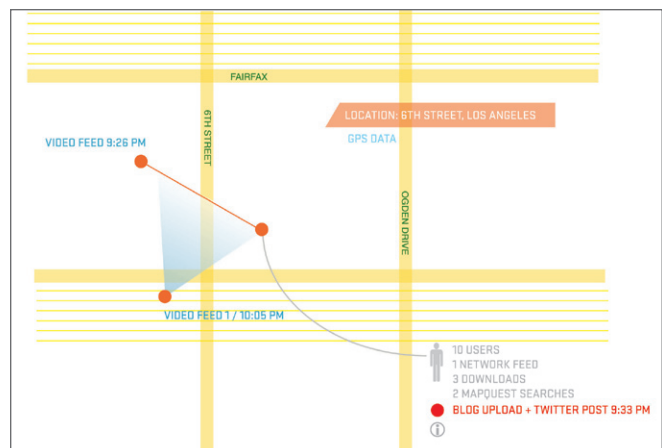 FAIRFAX
6TH STREET
LOCATION: 6TH STREET, LOS ANGELES
GPS DATA
VIDEO FEED 9:26 PM
OGDEN DRIVE
VIDEO FEED 1 / 10:05 PM
10 USERS
1 NETWORK FEED
3 DOWNLOADS
2 MAPQUEST SEARCHES
BLOG UPLOAD + TWITTER POST 9:33 PM
i